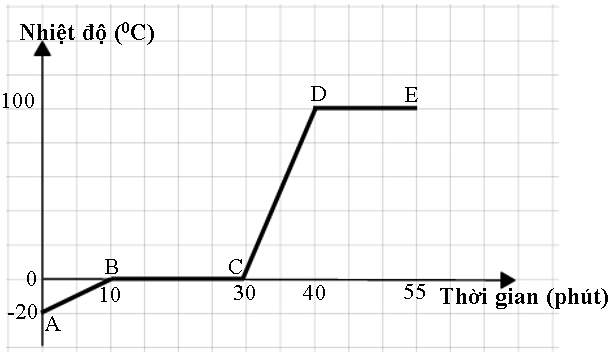 Nhiệt độ (⁰C)
100
D
E
B
C
0
10
30
40
55
Thời gian (phút)
-20
A